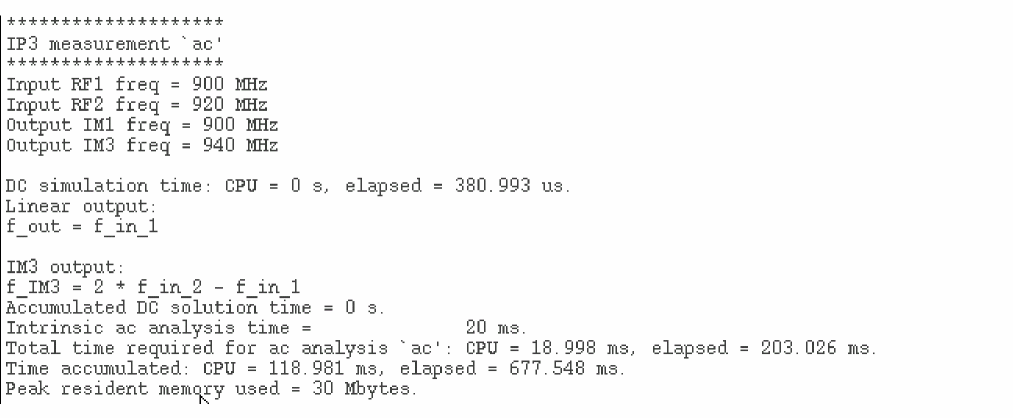 ********************
IP3 measurement `ac'
********************
Input RF1 freq = 900 MHz
Input RF2 freq = 920 MHz
Output IM1 freq = 900 MHz
Output IM3 freq = 940 MHz
DC simulation time: CPU = 0 s, elapsed = 380.993 us.
Linear output:
f_out = f_in_1
IM3 output:
f_IM3 = 2 * f_in_2 - f_in_1
Accumulated DC solution time = 0 s.
Intrinsic ac analysis time = 20 ms.
Total time required for ac analysis `ac': CPU = 18.998 ms, elapsed = 203.026 ms.
Time accumulated: CPU = 118.981 ms, elapsed = 677.548 ms.
Peak resident memory used = 30 Mbytes.